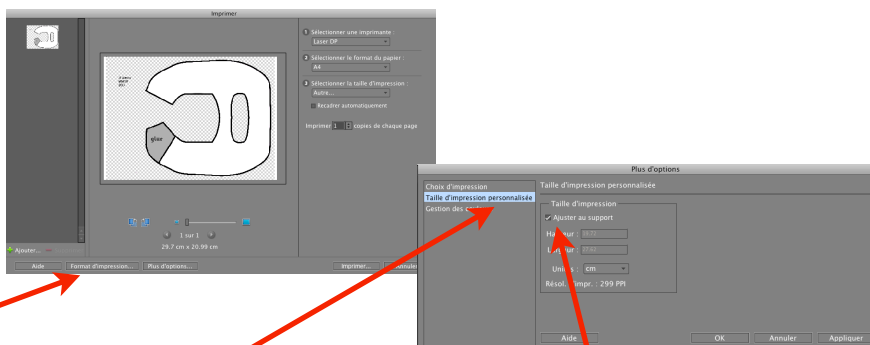 Imprimer
1 Sélectionner une imprimante :
Laser DP
2 Sélectionner le format du papier :
A4
3 Sélectionner la taille d'impression :
Autre...
Recadrer automatiquement
Imprimer 1 copies de chaque page
glue
1 sur 1
29,7 cm x 20,99 cm
Ajouter...
Aide
Format d'impression...
Plus d'options...
Imprimer...
Annuler
Plus d'options
Choix d'impression
Taille d'impression personnalisée
Gestion des
Taille d'impression personnalisée
Taille d'impression
Ajuster au support
cm
Résol. d'impr. : 299 PPI
Aide
OK
Annuler
Appliquer